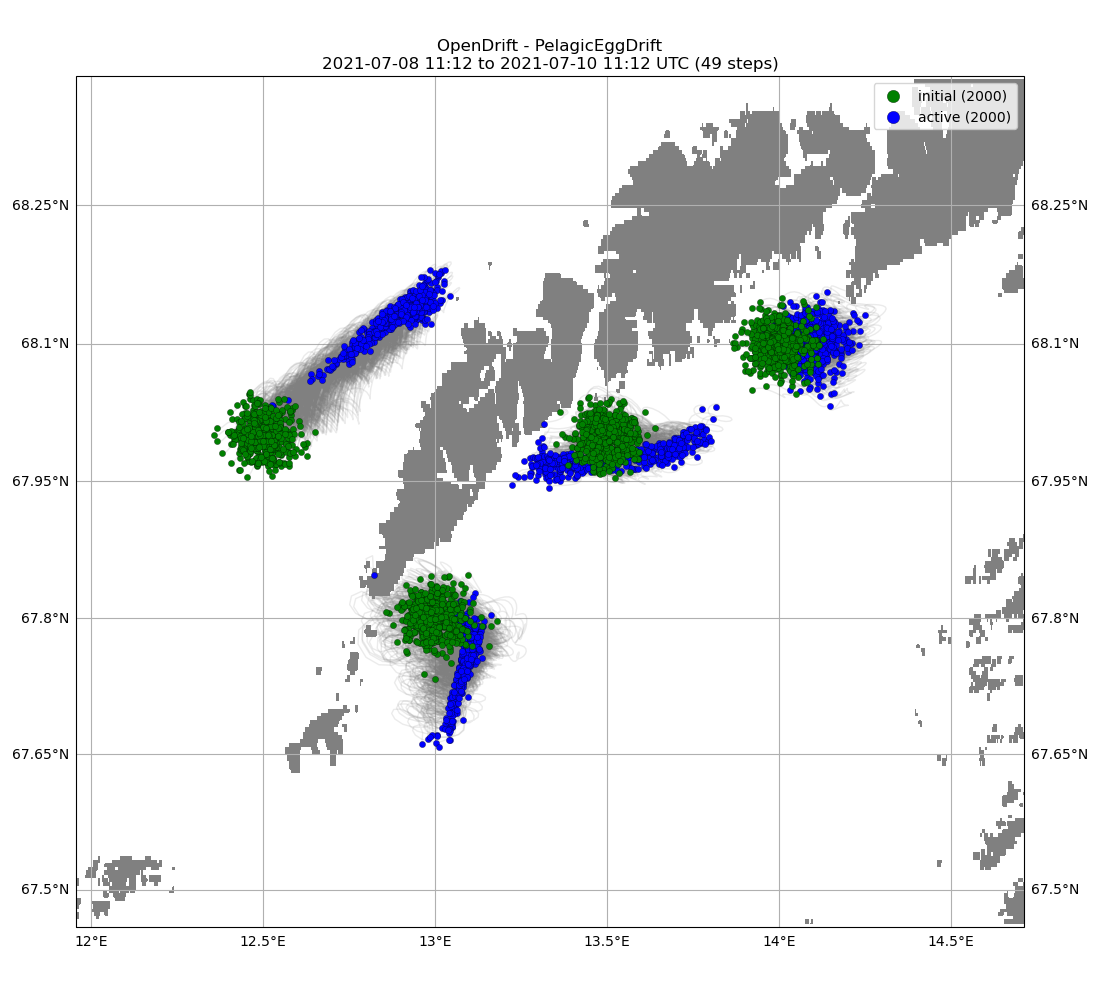 OpenDrift - PelagicEggDrift
2021-07-08 11:12 to 2021-07-10 11:12 UTC (49 steps)
initial (2000)
active (2000)
68.25°N 68.25°N
68.1°N 68.1°N
67.95°N 67.95°N
67.8°N 67.8°N
67.65°N 67.65°N
67.5°N 67.5°N
12°E 12.5°E 13°E 13.5°E 14°E 14.5°E